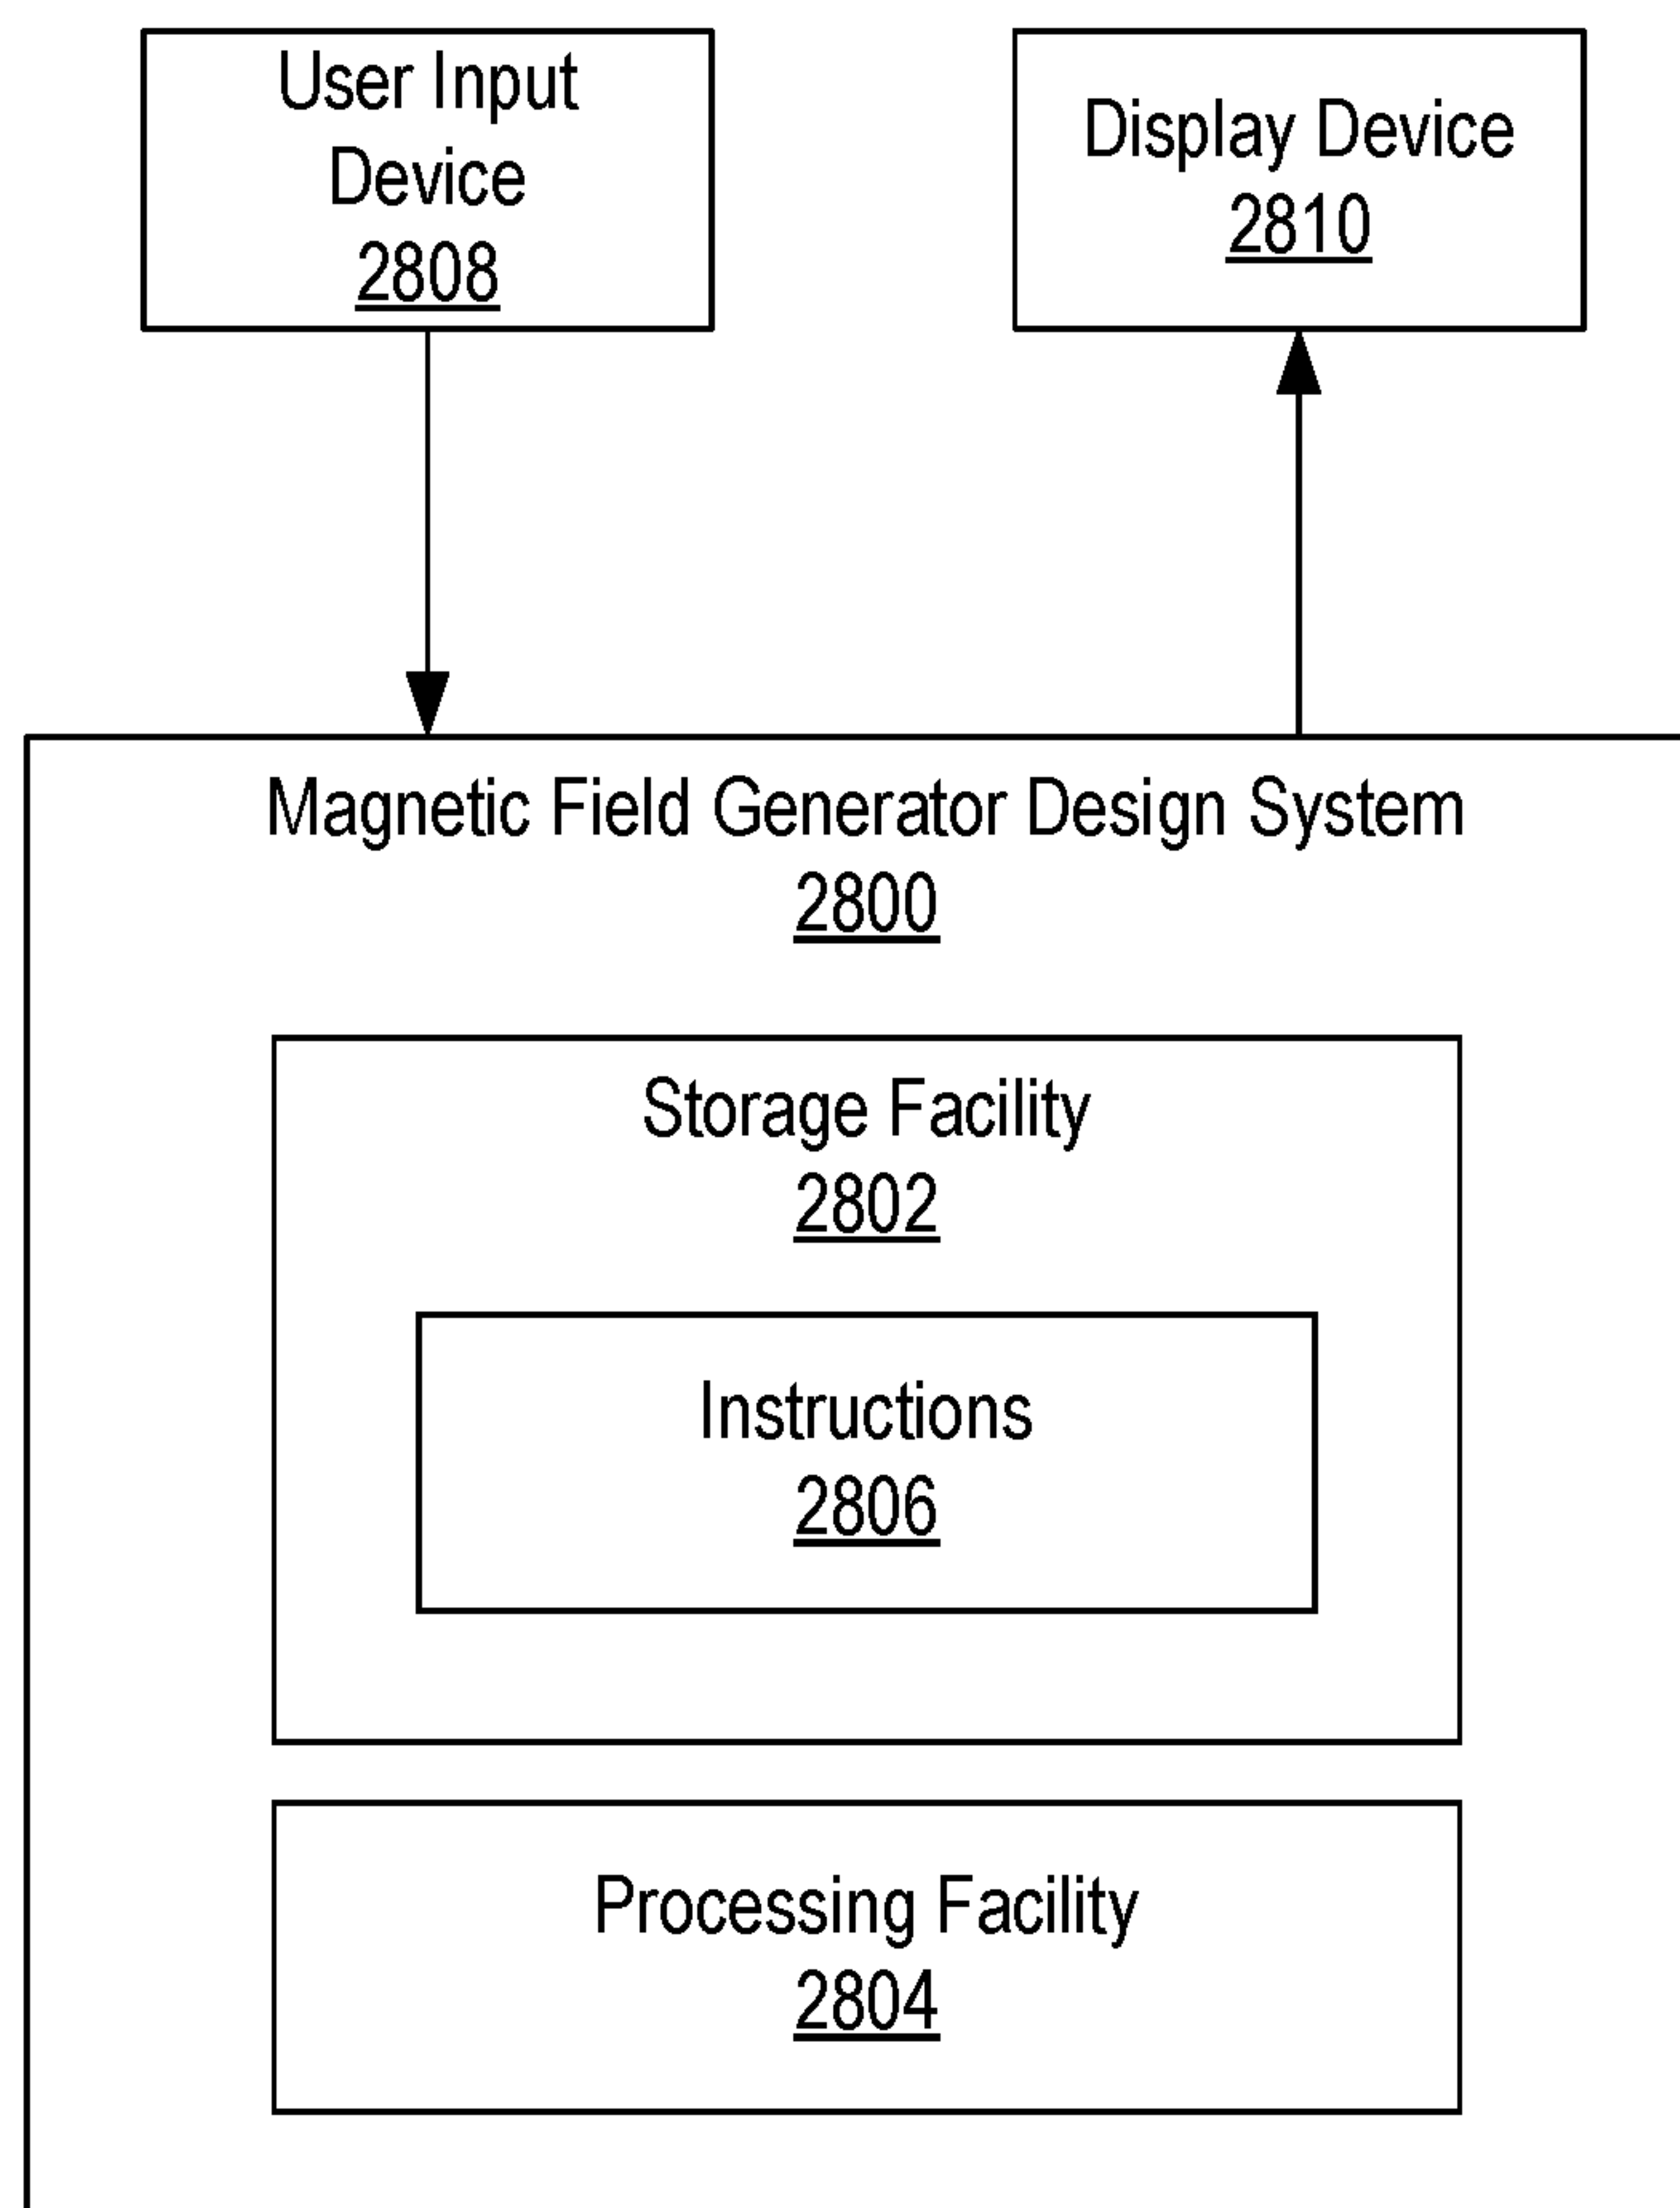 User Input
Device
2808
Display Device
2810
Magnetic Field Generator Design System
2800
Storage Facility
2802
Instructions
2806
Processing Facility
2804